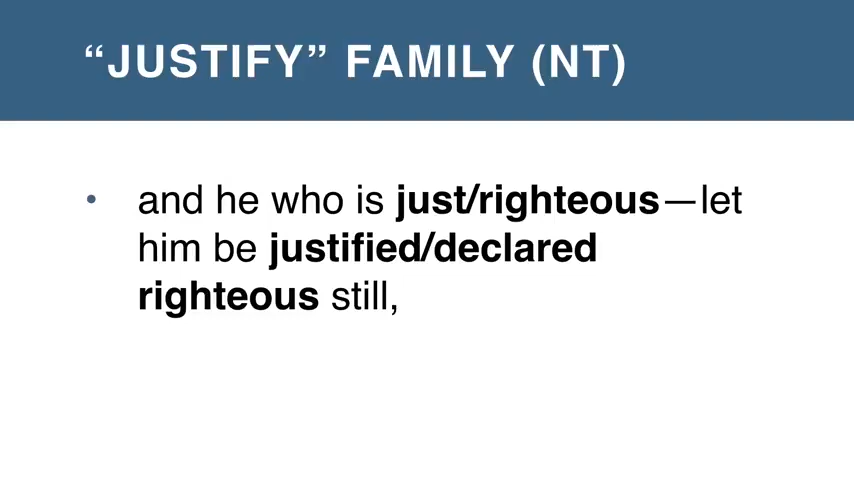 “JUSTIFY” FAMILY (NT)
• and he who is just/righteous—let
him be justified/declared
righteous still,